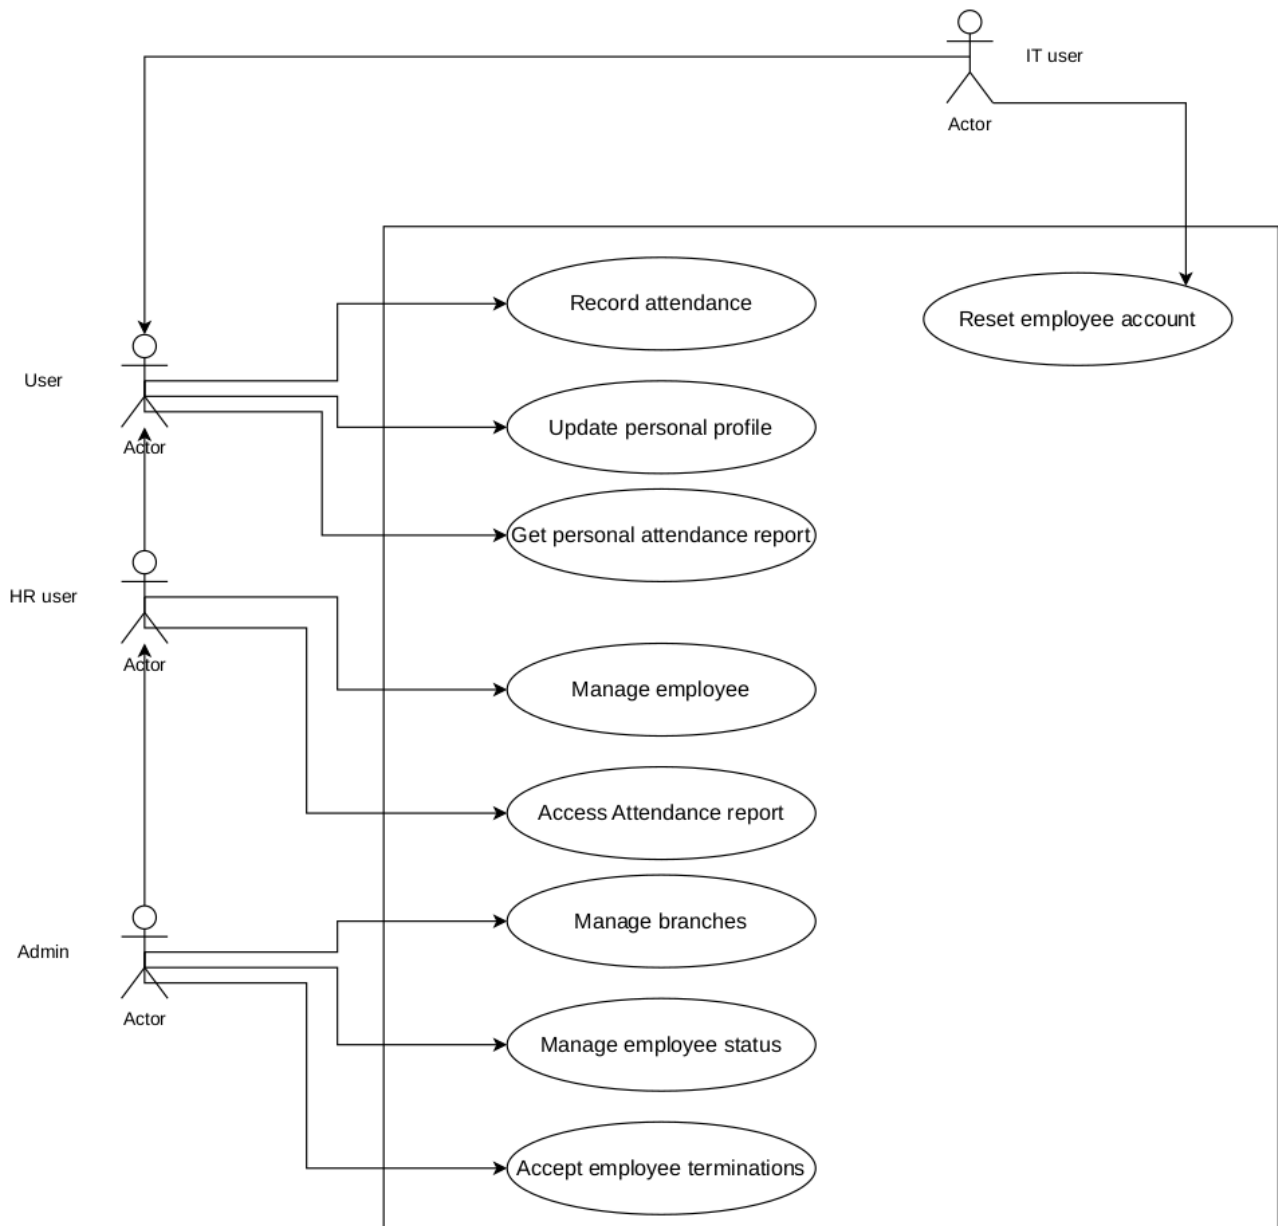 IT user
Actor
Record attendance
Reset employee account
User
Update personal profile
Actor
Get personal attendance report
HR user
Actor
Manage employee
Access Attendance report
Manage branches
Admin
Actor
Manage employee status
Accept employee terminations